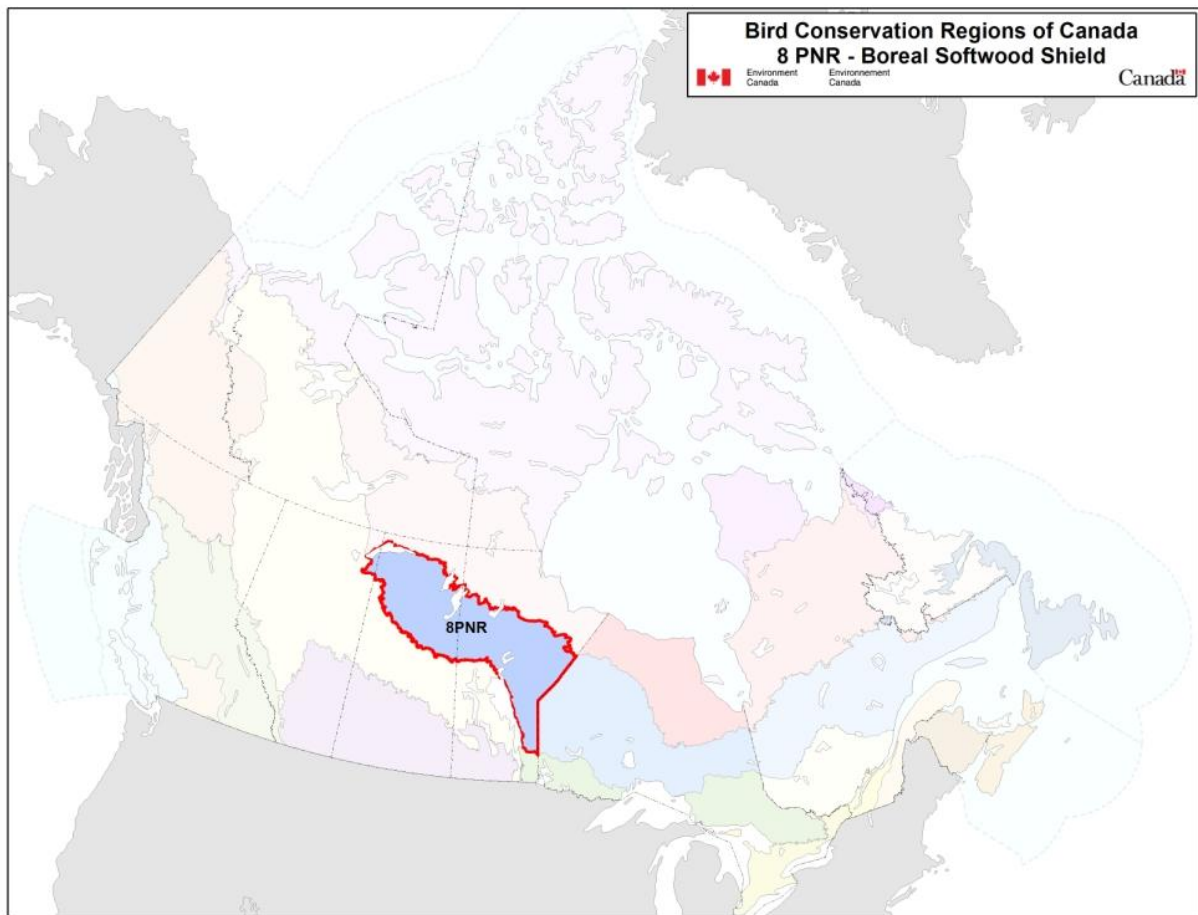 Bird Conservation Regions of Canada
8 PNR - Boreal Softwood Shield
Environment Canada
Environnement Canada
Canada
8PNR